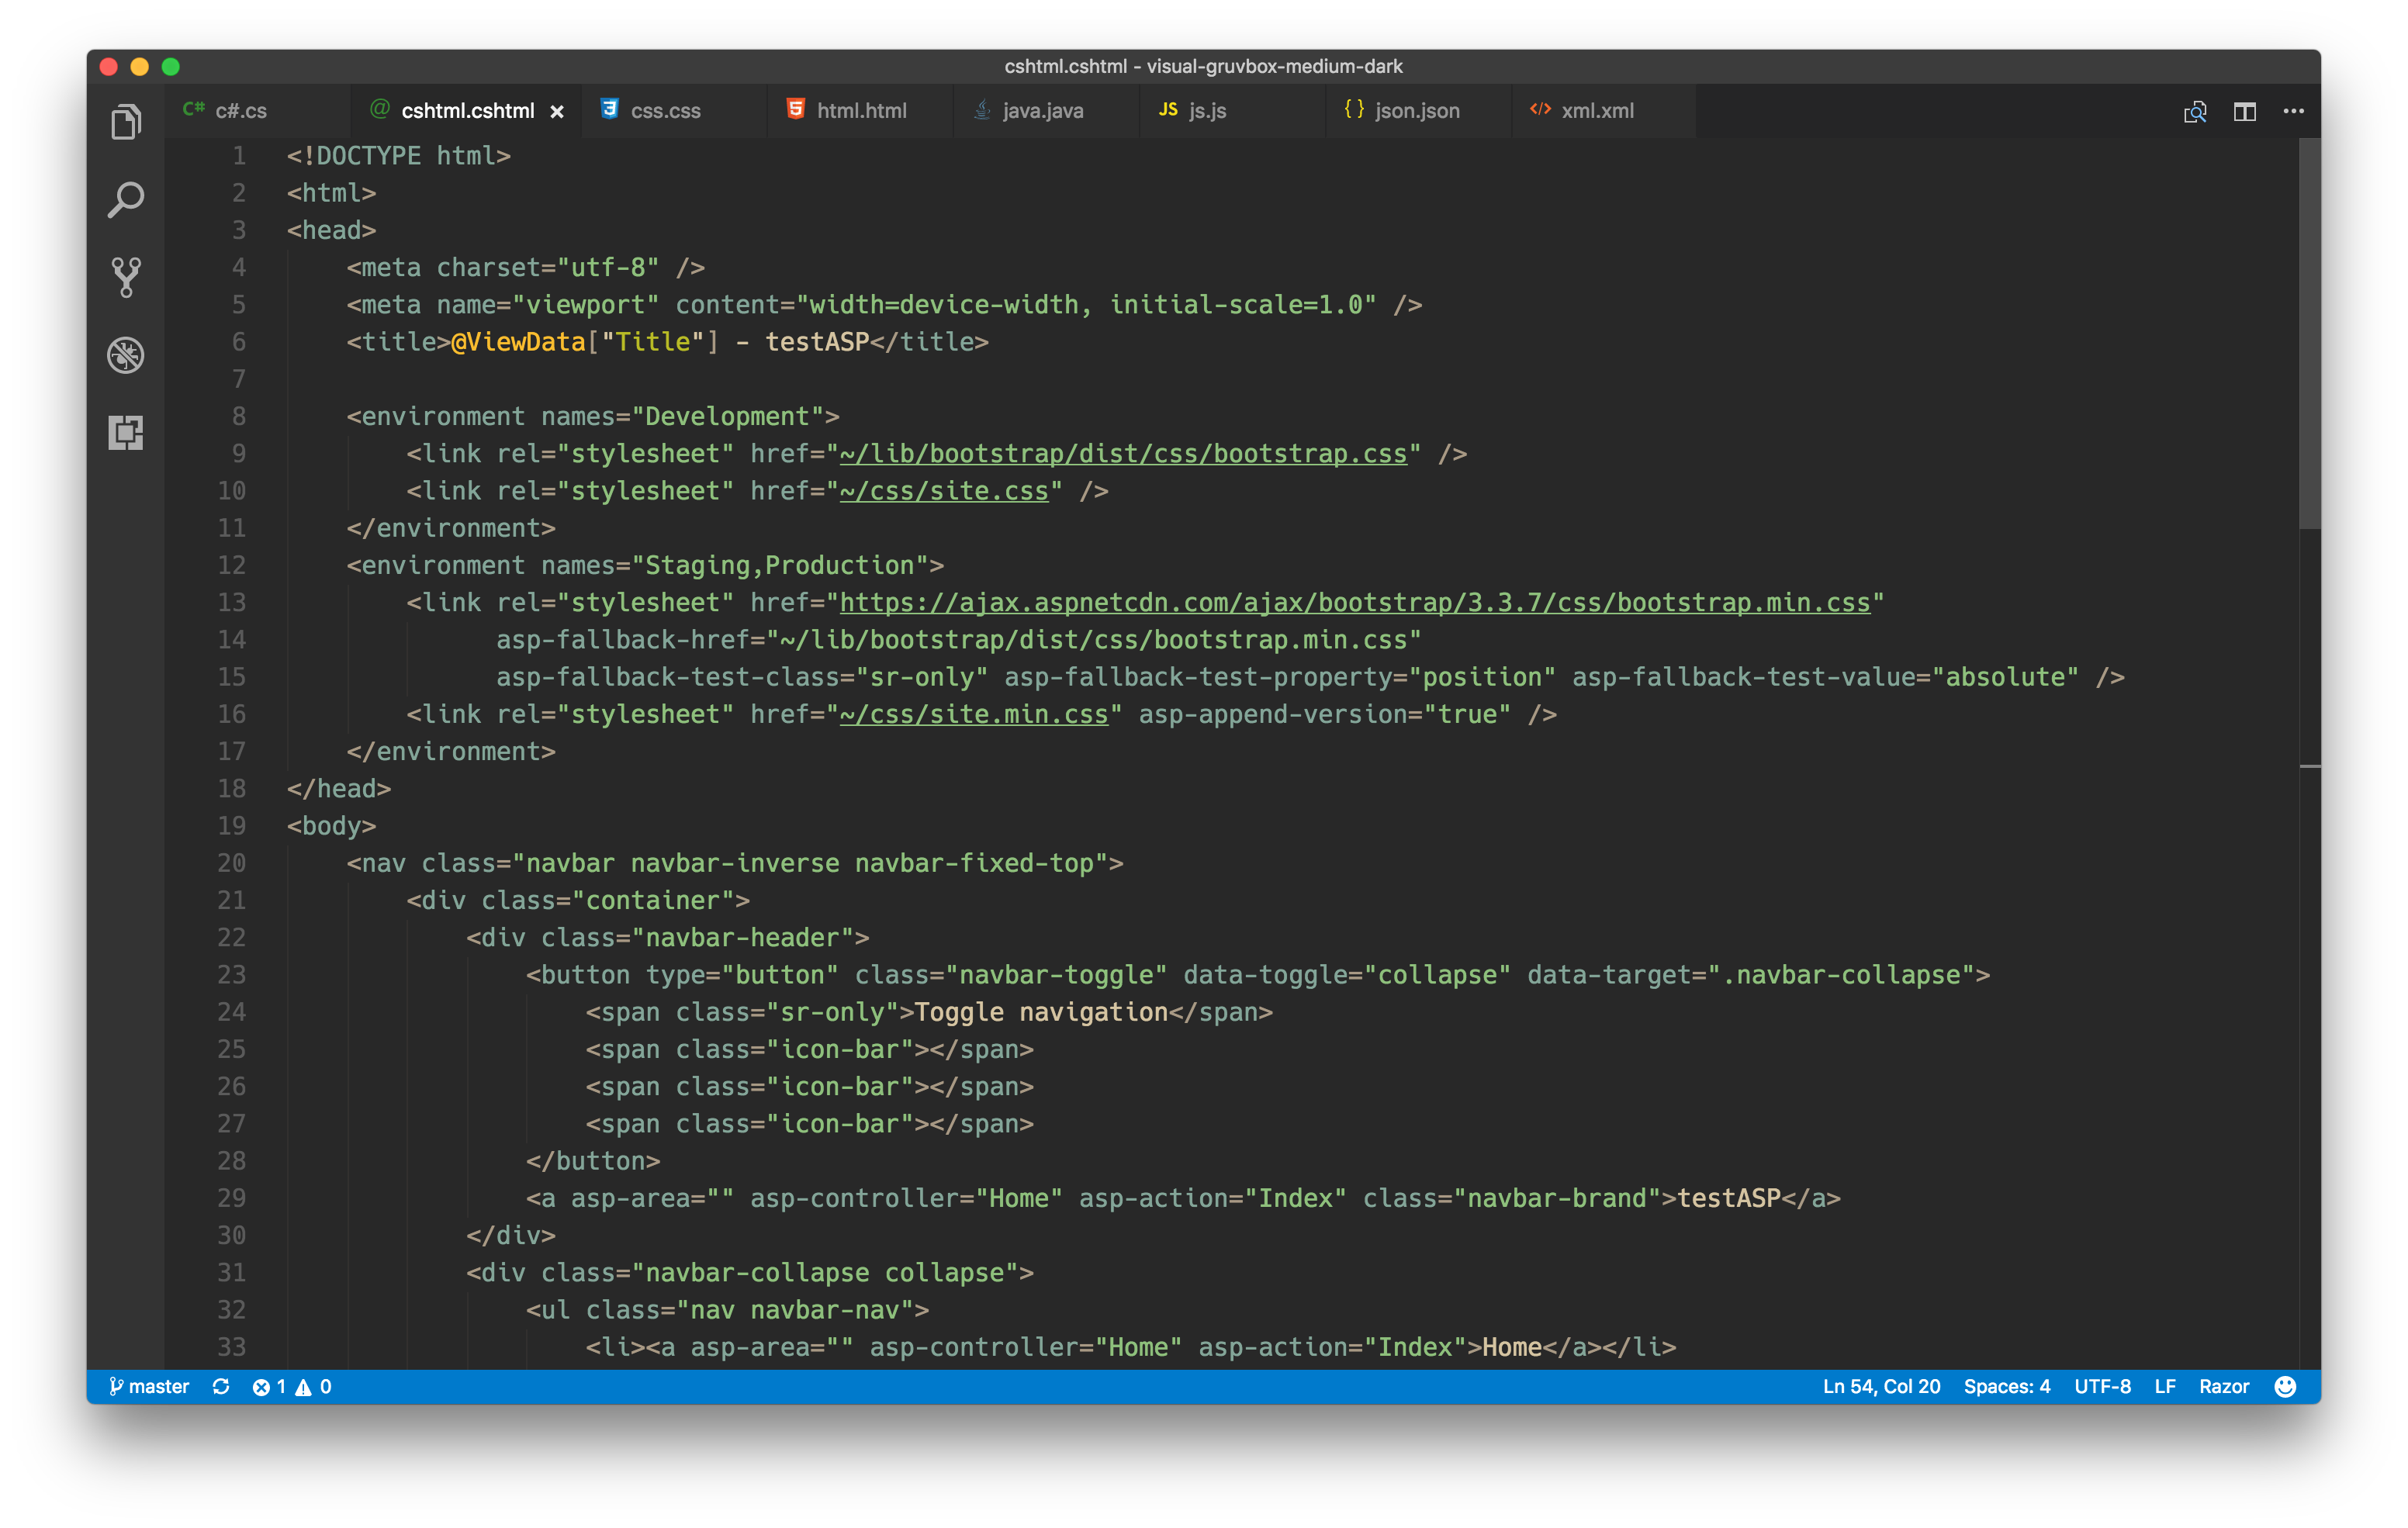 cshtml.cshtml - visual-gruvbox-medium-dark
C# c#.cs @ cshtml.cshtml × 3 css.css 5 html.html java.java JS js.js {} json.json </> xml.xml ...
1 <!DOCTYPE html>
2 <html>
3 <head>
4     <meta charset="utf-8" />
5     <meta name="viewport" content="width=device-width, initial-scale=1.0" />
6     <title>@ViewData["Title"] - testASP</title>
7
8     <environment names="Development">
9         <link rel="stylesheet" href="~/lib/bootstrap/dist/css/bootstrap.css" />
10         <link rel="stylesheet" href="~/css/site.css" />
11     </environment>
12     <environment names="Staging,Production">
13         <link rel="stylesheet" href="https://ajax.aspnetcdn.com/ajax/bootstrap/3.3.7/css/bootstrap.min.css"
14               asp-fallback-href="~/lib/bootstrap/dist/css/bootstrap.min.css"
15               asp-fallback-test-class="sr-only" asp-fallback-test-property="position" asp-fallback-test-value="absolute" />
16         <link rel="stylesheet" href="~/css/site.min.css" asp-append-version="true" />
17     </environment>
18 </head>
19 <body>
20     <nav class="navbar navbar-inverse navbar-fixed-top">
21         <div class="container">
22             <div class="navbar-header">
23                 <button type="button" class="navbar-toggle" data-toggle="collapse" data-target=".navbar-collapse">
24                     <span class="sr-only">Toggle navigation</span>
25                     <span class="icon-bar"></span>
26                     <span class="icon-bar"></span>
27                     <span class="icon-bar"></span>
28                 </button>
29                 <a asp-area="" asp-controller="Home" asp-action="Index" class="navbar-brand">testASP</a>
30             </div>
31             <div class="navbar-collapse collapse">
32                 <ul class="nav navbar-nav">
33                     <li><a asp-area="" asp-controller="Home" asp-action="Index">Home</a></li>
master 1 0 Ln 54, Col 20 Spaces: 4 UTF-8 LF Razor